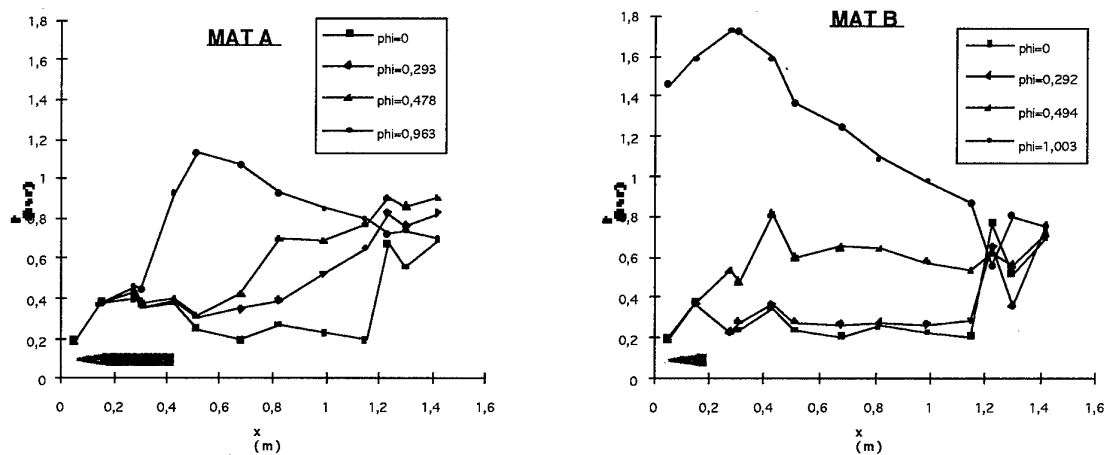 MAT A
1,8
1,6
1,4
1,2
1
0,8
0,6
0,4
0,2
0
0 0,2 0,4 0,6 0,8 1 1,2 1,4 1,6
x
(m)
phi=0
phi=0,293
phi=0,478
phi=0,963
MAT B
1,8
1,6
1,4
1,2
1
0,8
0,6
0,4
0,2
0
0 0,2 0,4 0,6 0,8 1 1,2 1,4 1,6
x
(m)
phi=0
phi=0,292
phi=0,494
phi=1,003